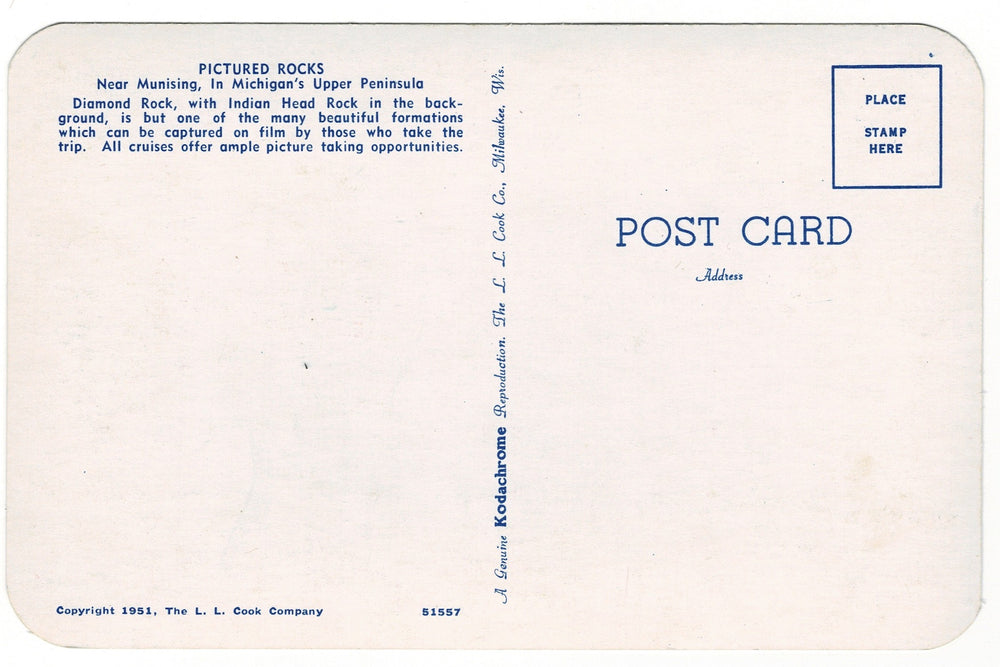 PICTURED ROCKS
Near Munising, In Michigan's Upper Peninsula
Diamond Rock, with Indian Head Rock in the back-
ground, is but one of the many beautiful formations
which can be captured on film by those who take the
trip. All cruises offer ample picture taking opportunities.
Copyright 1951, The L. L. Cook Company
51557
A Genuine Kodachrome Reproduction. The L. L. Cook Co., Milwaukee, Wis.
PLACE
STAMP
HERE
POST CARD
Address